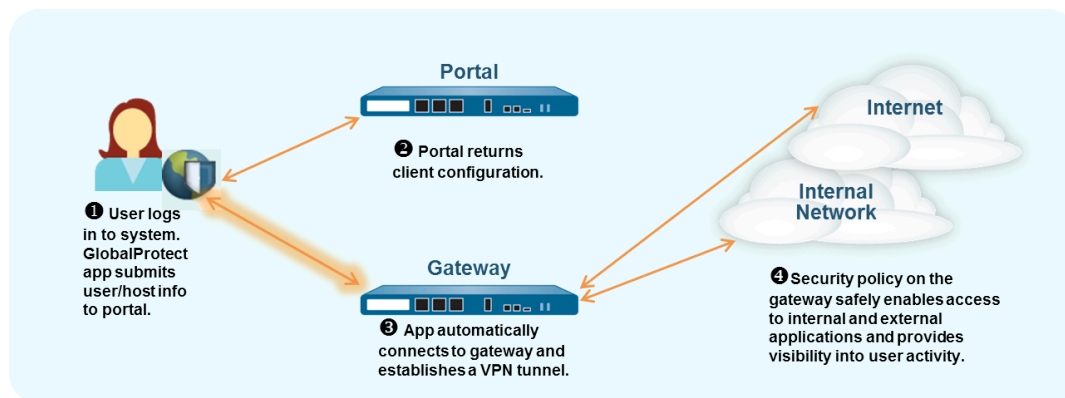 Portal
Internet
❷ Portal returns
client configuration.
Internal
Network
❶ User logs
in to system.
GlobalProtect
app submits
user/host info
to portal.
Gateway
❸ App automatically
connects to gateway and
establishes a VPN tunnel.
❹Security policy on the
gateway safely enables access
to internal and external
applications and provides
visibility into user activity.